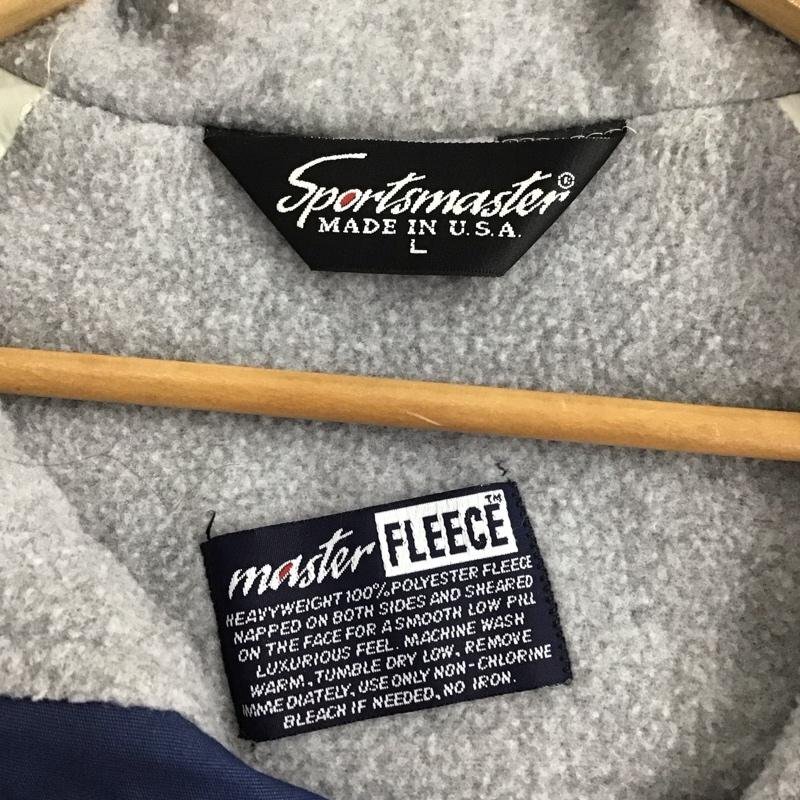 Sportsmaster®
MADE IN U.S.A.
L
master FLEECE™
HEAVYWEIGHT 100% POLYESTER FLEECE
NAPPED ON BOTH SIDES AND SHEARED
ON THE FACE FOR A SMOOTH LOW PILL
LUXURIOUS FEEL. MACHINE WASH
WARM, TUMBLE DRY LOW, REMOVE
IMMEDIATELY, USE ONLY NON-CHLORINE
BLEACH IF NEEDED, NO IRON.